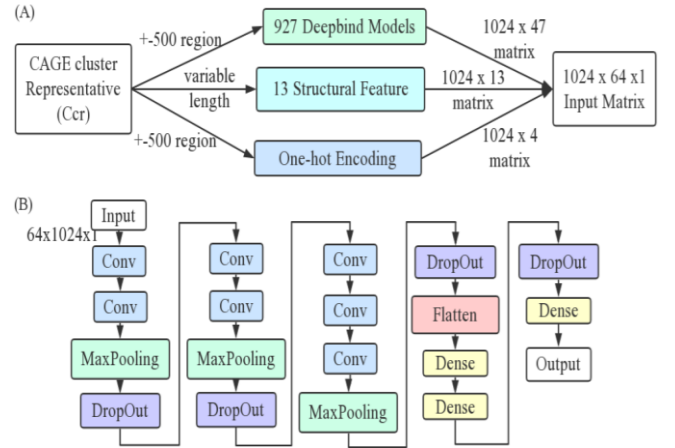 (A)
CAGE cluster
Representative
(Ccr)
+-500 region
variable
length
+-500 region
927 Deepbind Models
13 Structural Feature
One-hot Encoding
1024 x 47
matrix
1024 x 13
matrix
1024 x 4
matrix
1024 x 64 x1
Input Matrix
(B)
Input
64x1024x1
Conv
Conv
MaxPooling
DropOut
Conv
Conv
MaxPooling
DropOut
Conv
Conv
Conv
MaxPooling
DropOut
Flatten
Dense
Dense
DropOut
Dense
Output